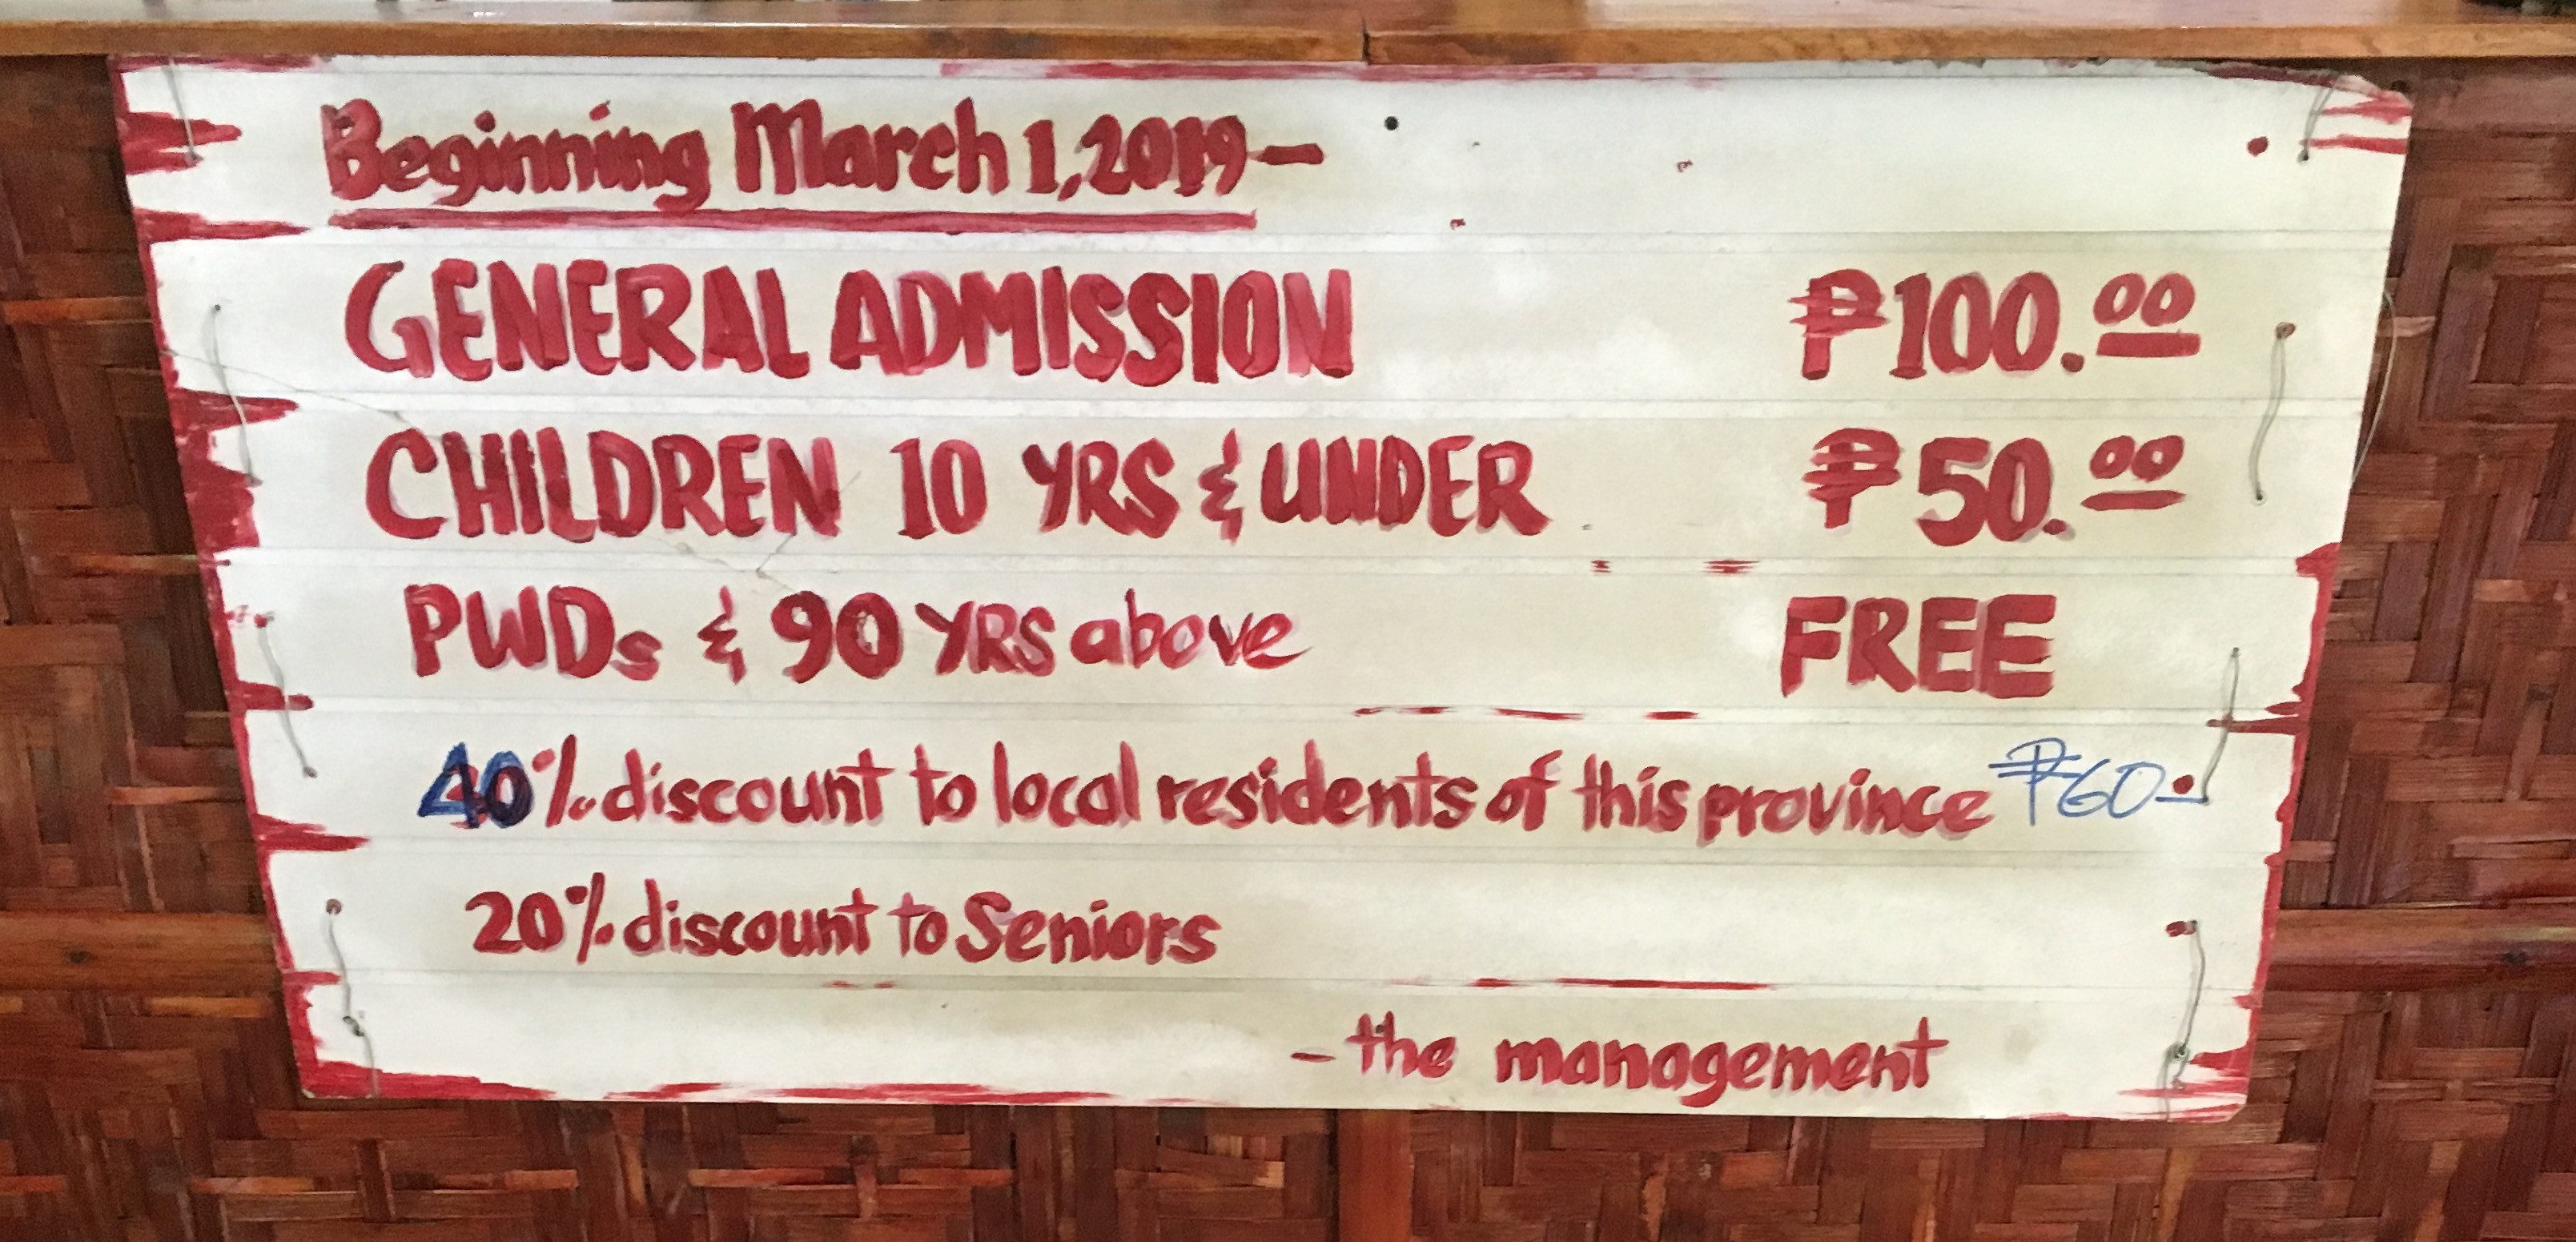 Beginning March 1, 2019 –
GENERAL ADMISSION ₱100.00
CHILDREN 10 YRS & UNDER ₱50.00
PWDs & 90 YRS above FREE
40% discount to local residents of this province ₱60-
20% discount to Seniors
- the management